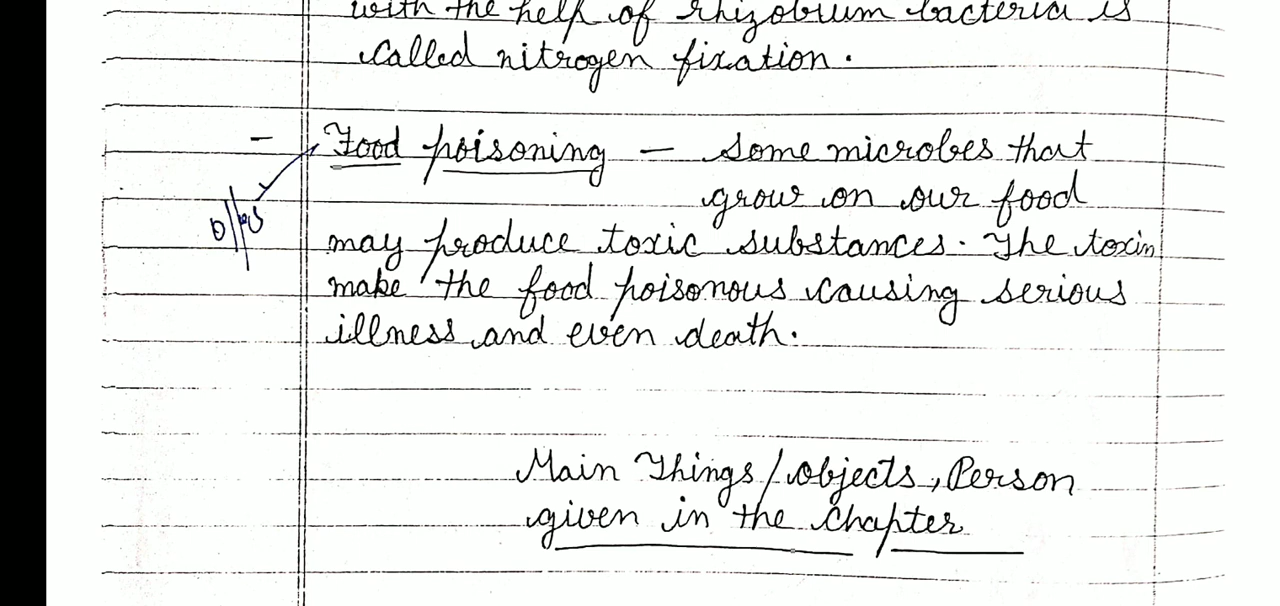 with the help of rhizobium bacteria is
called nitrogen fixation.
- Food poisoning - Some microbes that
grow on our food
may produce toxic substances. The toxin
make the food poisonous causing serious
illness and even death.
Main Things/objects, Person
given in the chapter